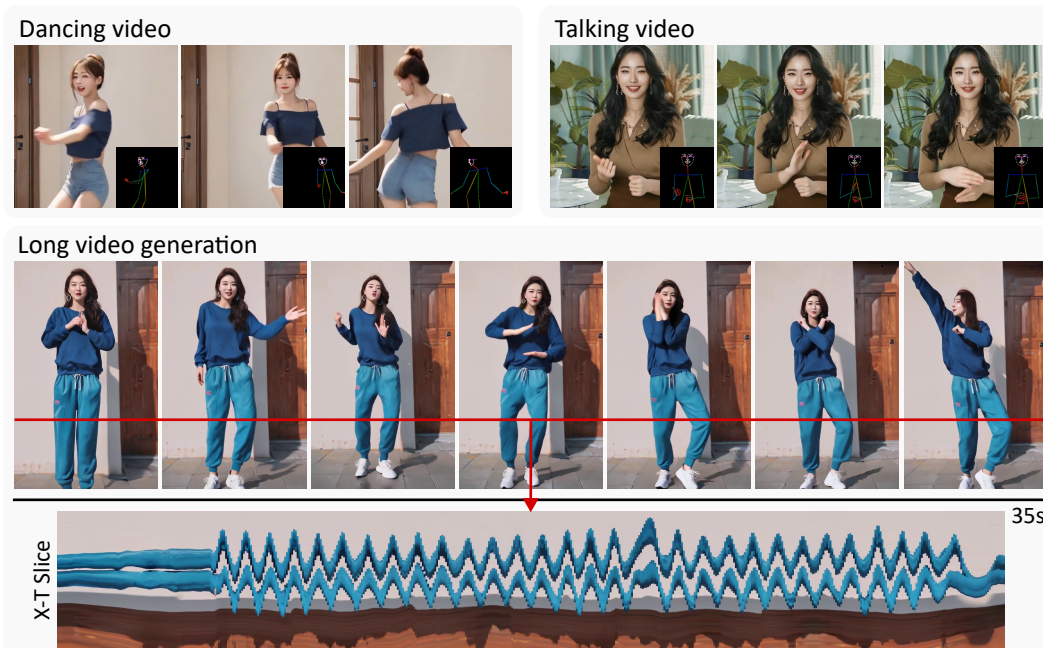 Dancing video
Talking video
Long video generation
35s
X-T Slice